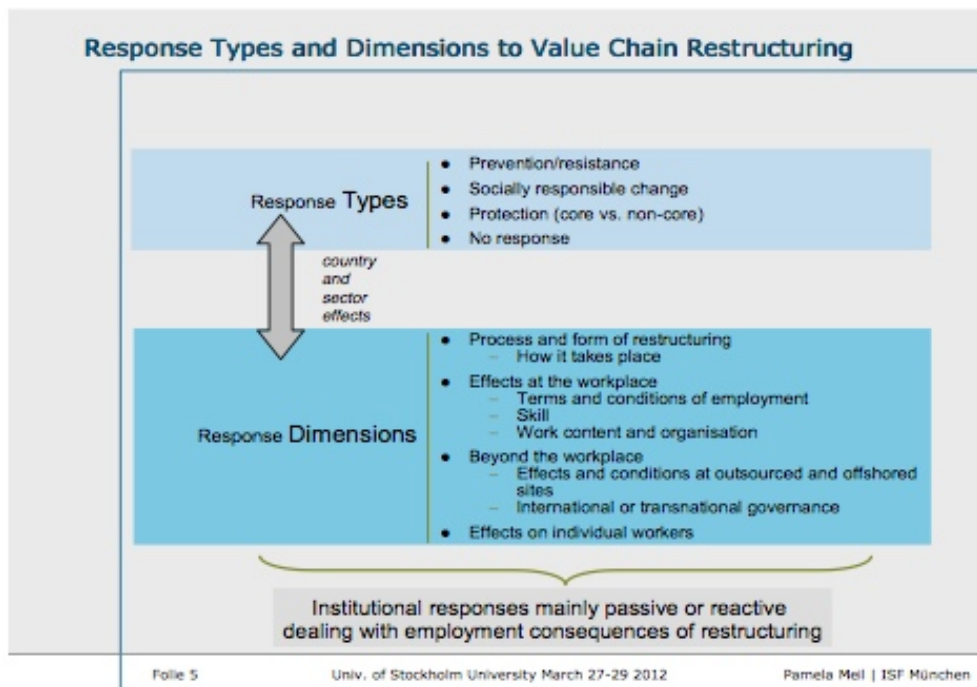 Response Types and Dimensions to Value Chain Restructuring
Response Types
● Prevention/resistance
● Socially responsible change
● Protection (core vs. non-core)
● No response
country
and
sector
effects
Response Dimensions
● Process and form of restructuring
– How it takes place
● Effects at the workplace
– Terms and conditions of employment
– Skill
– Work content and organisation
● Beyond the workplace
– Effects and conditions at outsourced and offshored
sites
– International or transnational governance
● Effects on individual workers
Institutional responses mainly passive or reactive
dealing with employment consequences of restructuring
Folie 5 Univ. of Stockholm University March 27-29 2012 Pamela Meil | ISF München